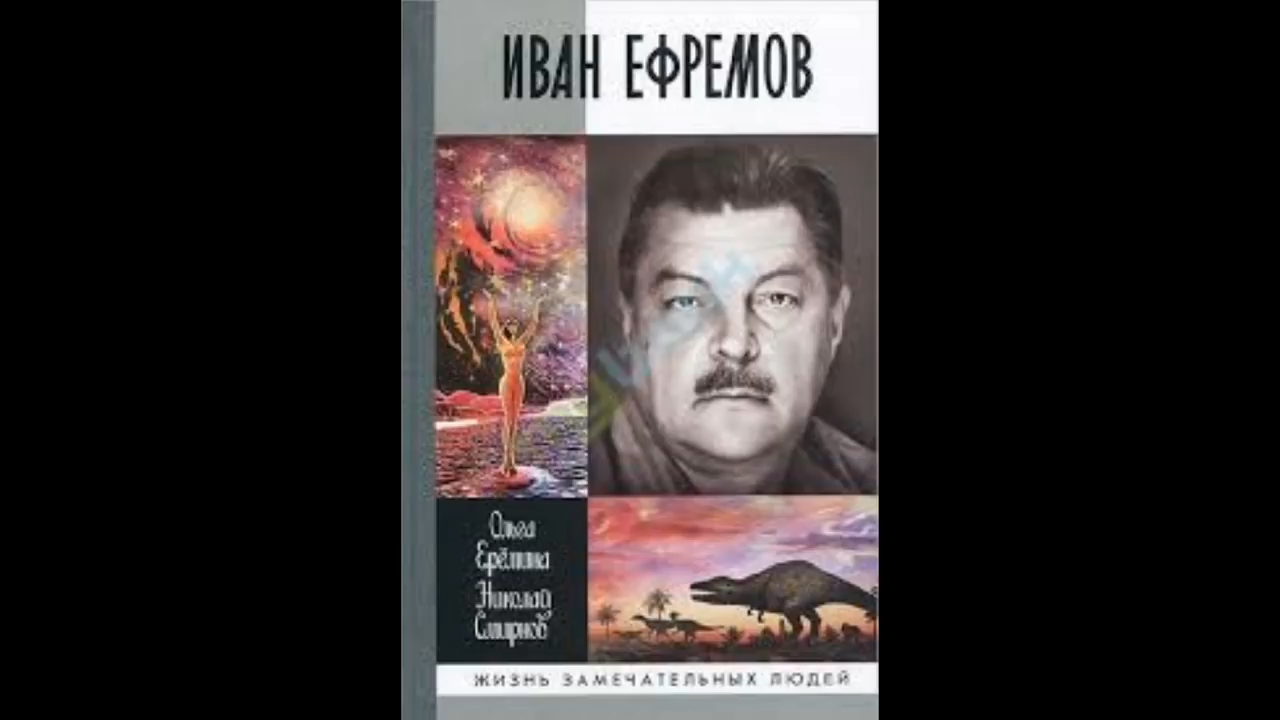 ИВАН ЕФРЕМОВ
Ольга
Ерёмина
Николай
Смирнов
ЖИЗНЬ ЗАМЕЧАТЕЛЬНЫХ ЛЮДЕЙ